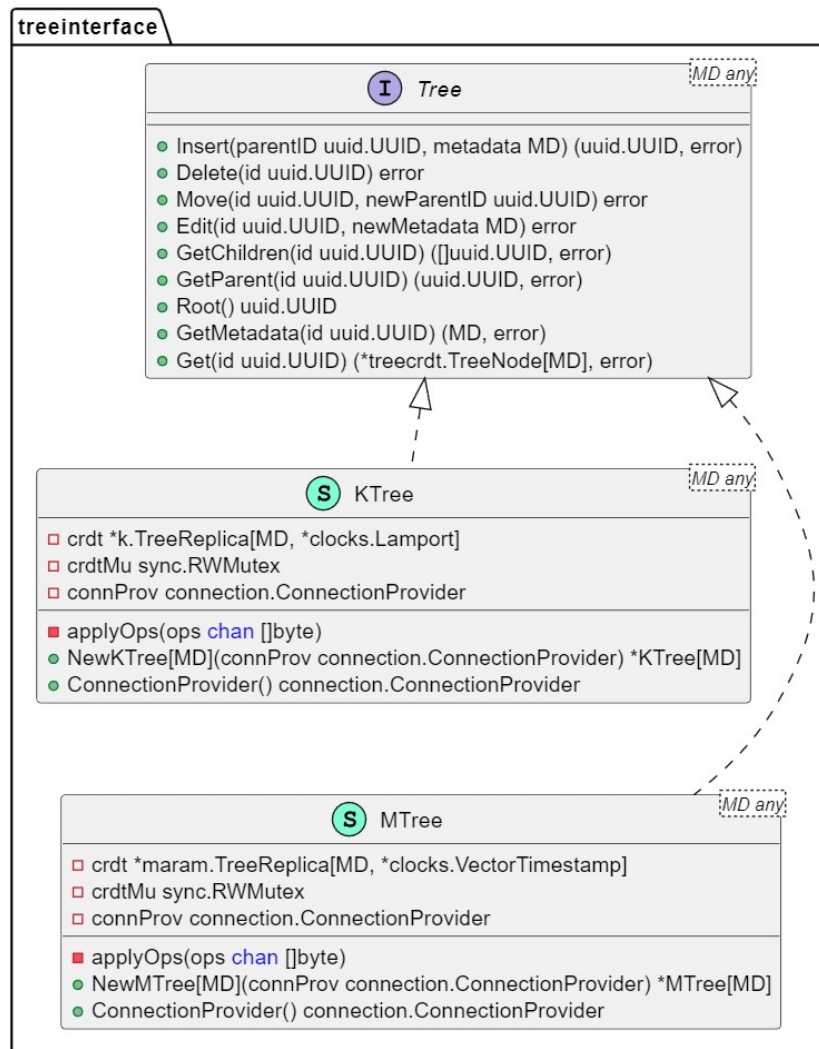 treeinterface
MD any
I Tree
Insert(parentID uuid.UUID, metadata MD) (uuid.UUID, error)
Delete(id uuid.UUID) error
Move(id uuid.UUID, newParentID uuid.UUID) error
Edit(id uuid.UUID, newMetadata MD) error
GetChildren(id uuid.UUID) ([]uuid.UUID, error)
GetParent(id uuid.UUID) (uuid.UUID, error)
Root() uuid.UUID
GetMetadata(id uuid.UUID) (MD, error)
Get(id uuid.UUID) (*treecrdt.TreeNode[MD], error)
MD any
S KTree
crdt *k.TreeReplica[MD, *clocks.Lamport]
crdtMu sync.RWMutex
connProv connection.ConnectionProvider
applyOps(ops chan []byte)
NewKTree[MD](connProv connection.ConnectionProvider) *KTree[MD]
ConnectionProvider() connection.ConnectionProvider
MD any
S MTree
crdt *maram.TreeReplica[MD, *clocks.VectorTimestamp]
crdtMu sync.RWMutex
connProv connection.ConnectionProvider
applyOps(ops chan []byte)
NewMTree[MD](connProv connection.ConnectionProvider) *MTree[MD]
ConnectionProvider() connection.ConnectionProvider